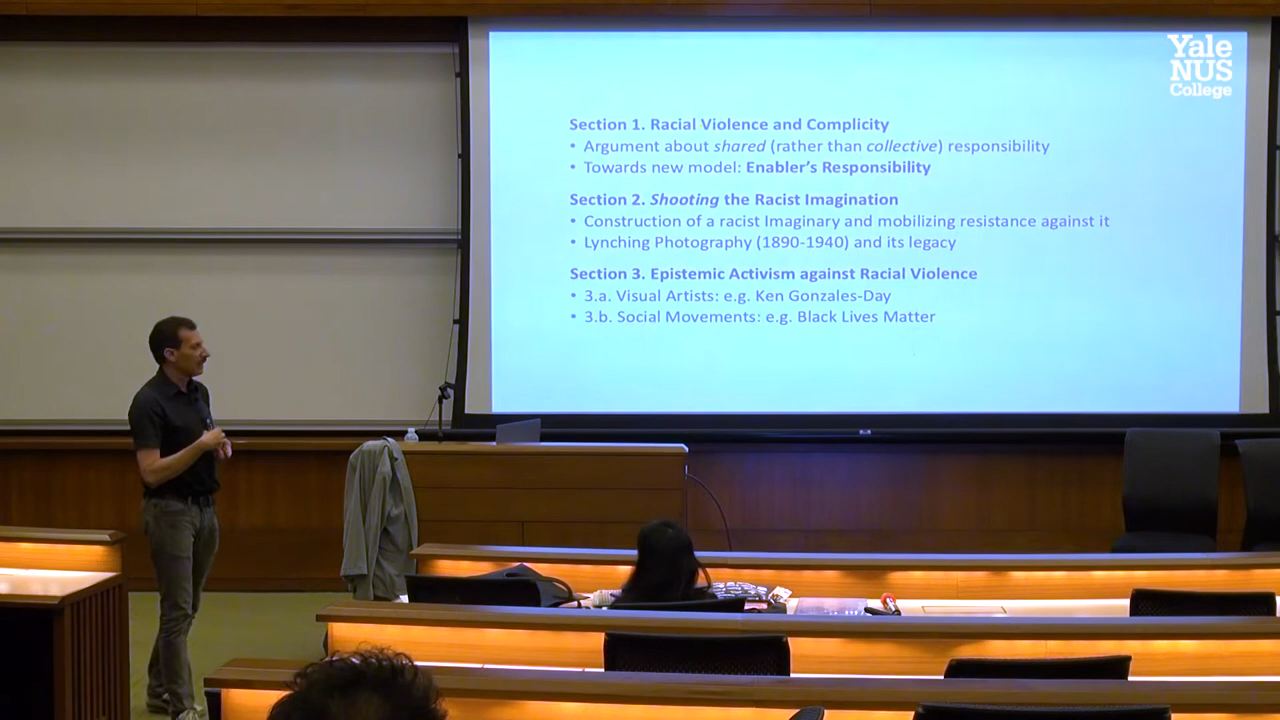 Yale
NUS
College
Section 1. Racial Violence and Complicity
• Argument about shared (rather than collective) responsibility
• Towards new model: Enabler’s Responsibility
Section 2. Shooting the Racist Imagination
• Construction of a racist Imaginary and mobilizing resistance against it
• Lynching Photography (1890-1940) and its legacy
Section 3. Epistemic Activism against Racial Violence
• 3.a. Visual Artists: e.g. Ken Gonzales-Day
• 3.b. Social Movements: e.g. Black Lives Matter